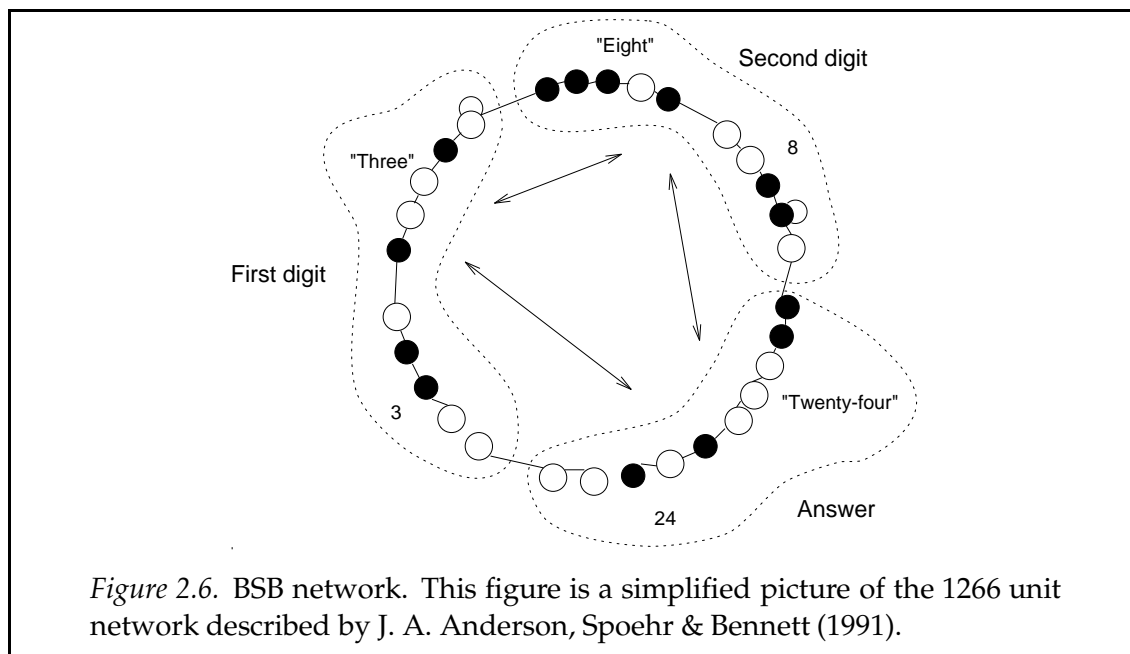 "Eight"
Second digit
"Three"
8
First digit
3
"Twenty-four"
24
Answer
Figure 2.6. BSB network. This figure is a simplified picture of the 1266 unit
network described by J. A. Anderson, Spoehr & Bennett (1991).